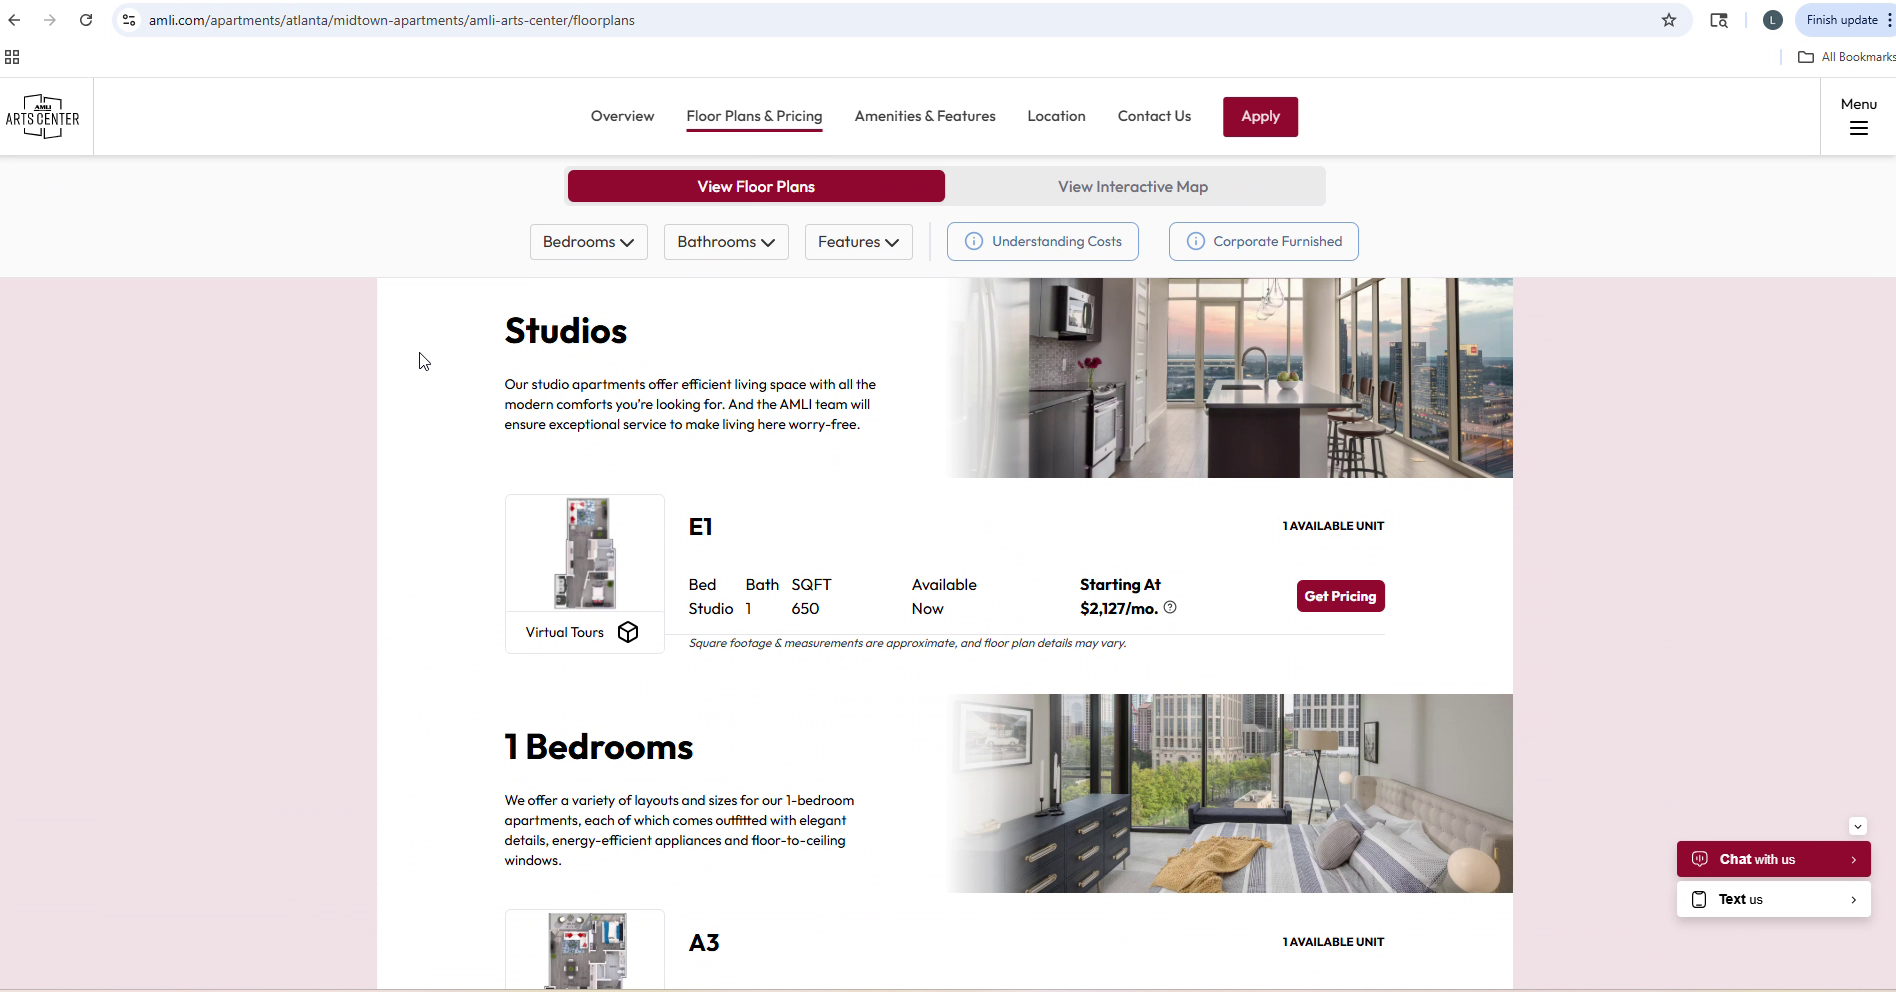 amli.com/apartments/atlanta/midtown-apartments/amli-arts-center/floorplans
L
Finish update
All Bookmarks
AMLI
ARTS CENTER
Overview
Floor Plans & Pricing
Amenities & Features
Location
Contact Us
Apply
Menu
View Floor Plans
View Interactive Map
Bedrooms
Bathrooms
Features
Understanding Costs
Corporate Furnished
Studios
Our studio apartments offer efficient living space with all the
modern comforts you're looking for. And the AMLI team will
ensure exceptional service to make living here worry-free.
E1
1 AVAILABLE UNIT
Bed Bath SQFT Available Starting At
Studio 1 650 Now $2,127/mo.
Get Pricing
Virtual Tours
Square footage & measurements are approximate, and floor plan details may vary.
1 Bedrooms
We offer a variety of layouts and sizes for our 1-bedroom
apartments, each of which comes outfitted with elegant
details, energy-efficient appliances and floor-to-ceiling
windows.
A3
1 AVAILABLE UNIT
Chat with us
Text us